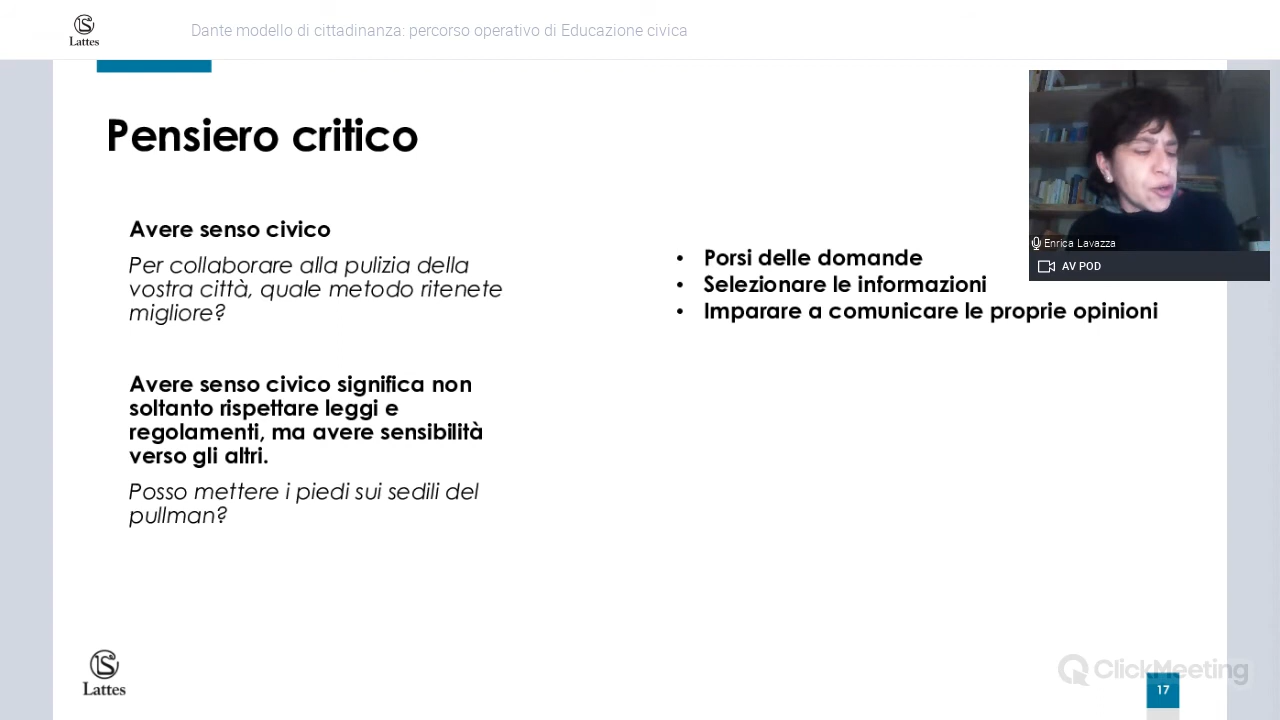 Lattes
Dante modello di cittadinanza: percorso operativo di Educazione civica
Pensiero critico
Avere senso civico
Per collaborare alla pulizia della
vostra città, quale metodo ritenete
migliore?
Avere senso civico significa non
soltanto rispettare leggi e
regolamenti, ma avere sensibilità
verso gli altri.
Posso mettere i piedi sui sedili del
pullman?
• Porsi delle domande
• Selezionare le informazioni
• Imparare a comunicare le proprie opinioni
Enrica Lavazza
AV POD
Lattes
ClickMeeting
17